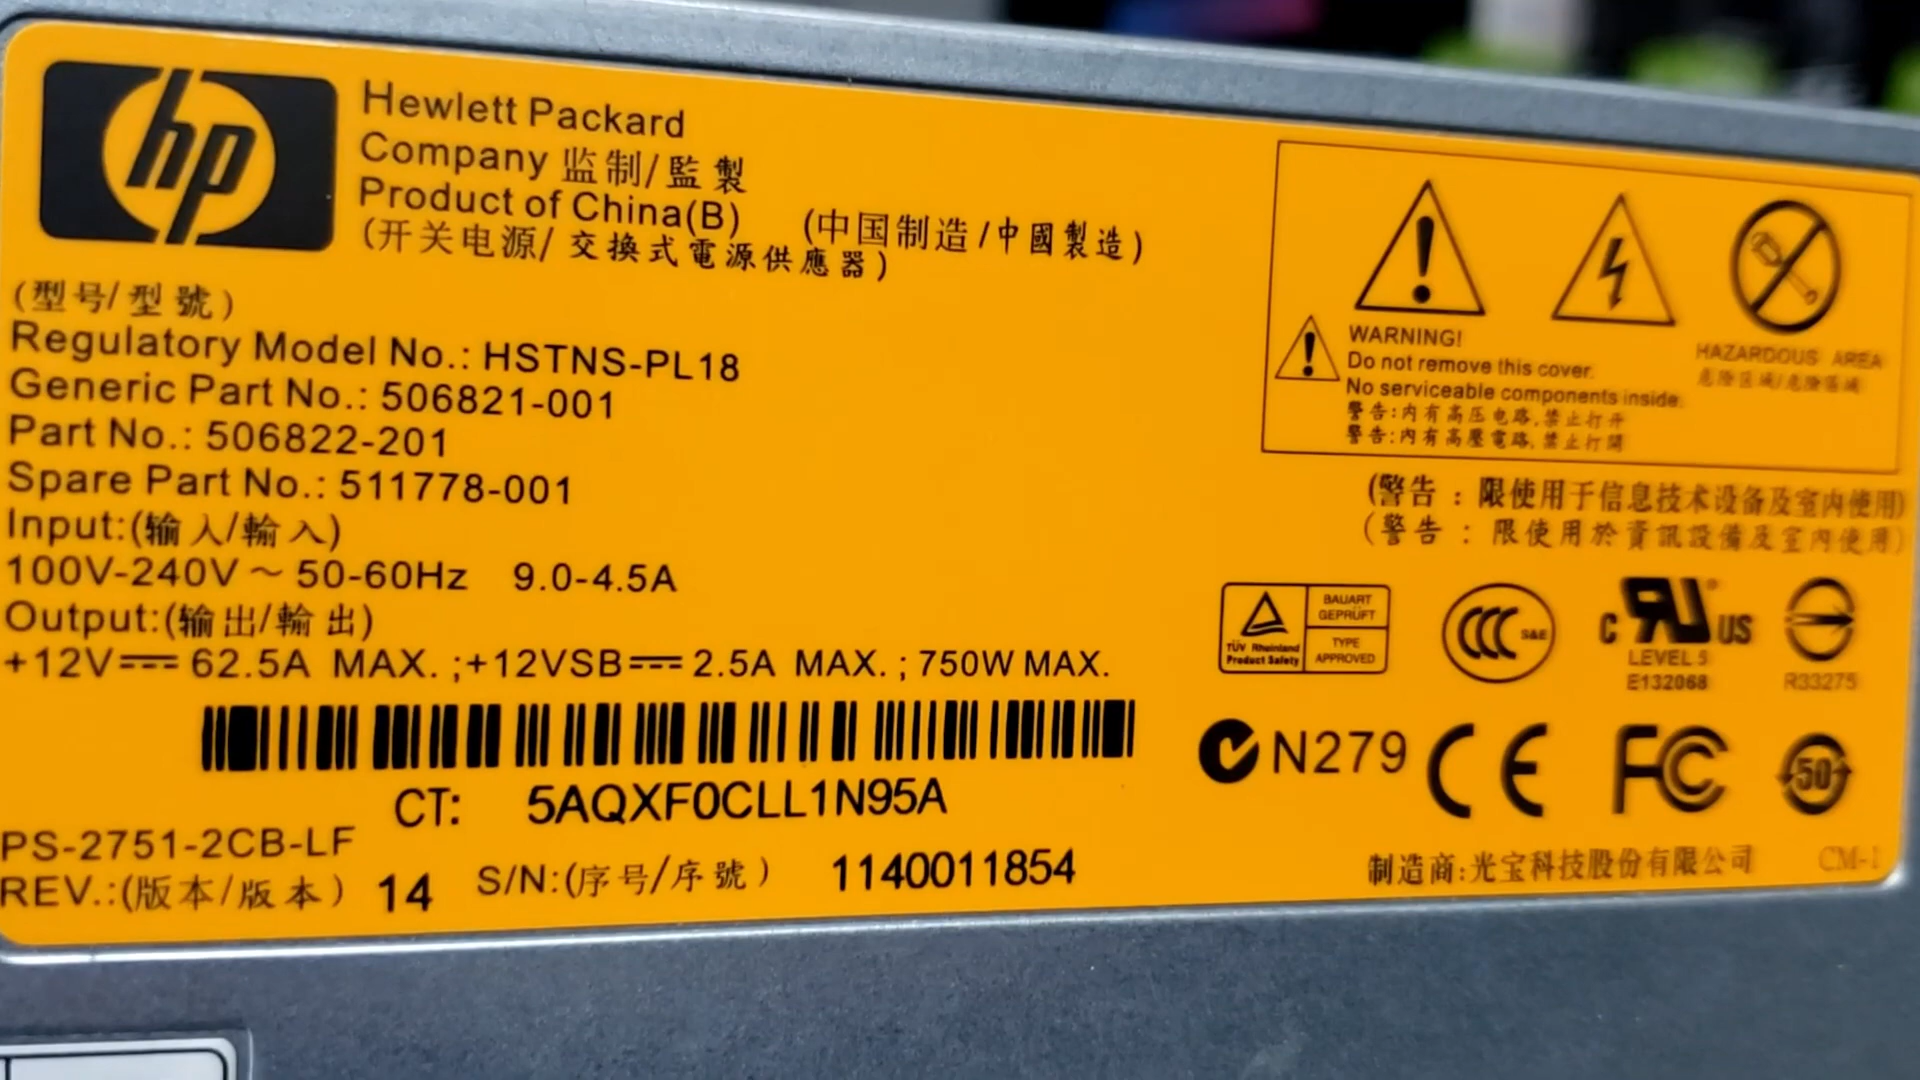 hp
Hewlett Packard
Company 监制/監製
Product of China(B) (中国制造/中國製造)
(开关电源/交換式電源供應器)
(型号/型號)
Regulatory Model No.: HSTNS-PL18
Generic Part No.: 506821-001
Part No.: 506822-201
Spare Part No.: 511778-001
Input:(输入/輸入)
100V-240V ~ 50-60Hz 9.0-4.5A
Output:(输出/輸出)
+12V⎓ 62.5A MAX. ;+12VSB⎓ 2.5A MAX. ; 750W MAX.
CT: 5AQXF0CLL1N95A
PS-2751-2CB-LF
REV.:(版本/版本) 14 S/N:(序号/序號) 1140011854
WARNING!
Do not remove this cover.
No serviceable components inside.
警告:内有高压电路,禁止打开
警告:內有高壓電路,禁止打開
HAZARDOUS AREA
危险区域/危險區域
(警告 : 限使用于信息技术设备及室内使用)
(警告 : 限使用於資訊設備及室內使用)
TÜV Rheinland
Product Safety
BAUART
GEPRÜFT
TYPE
APPROVED
CCC S&E
C RU US
LEVEL 5
E132068
R33275
N279 CE FC 50
制造商:光宝科技股份有限公司 CM-1